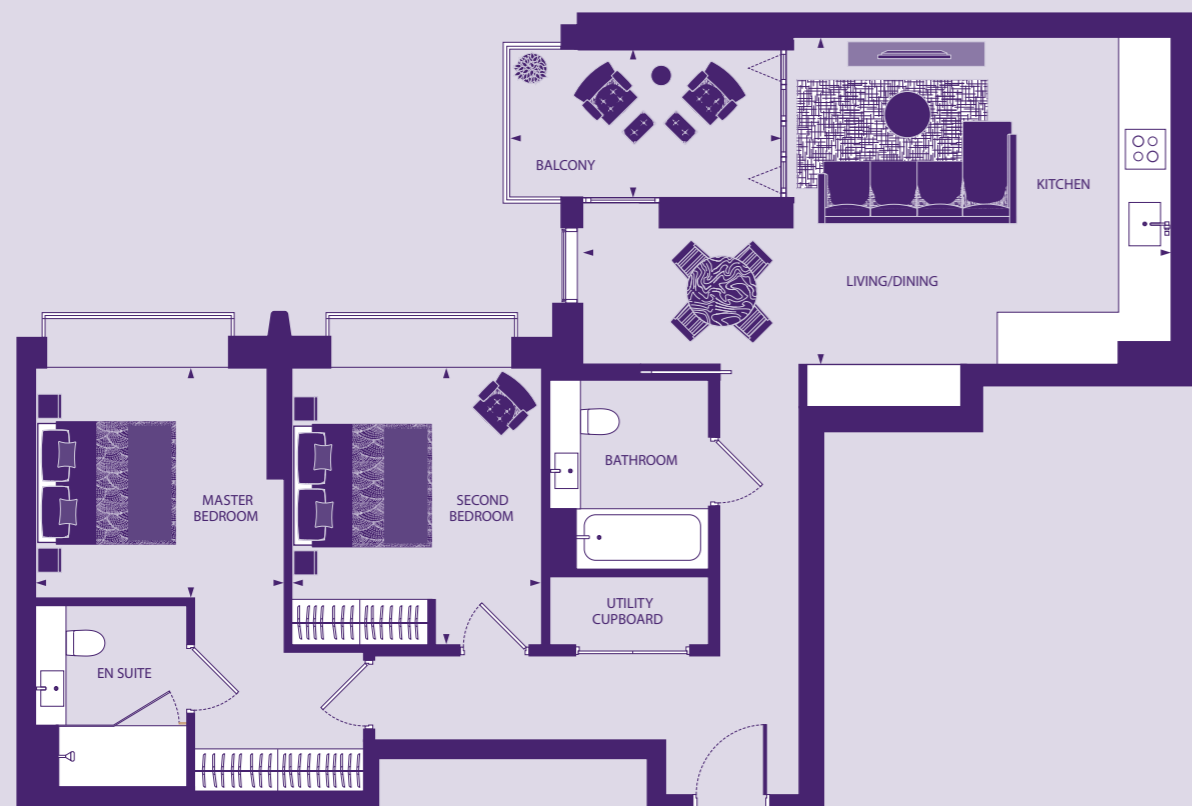 BALCONY
KITCHEN
LIVING/DINING
BATHROOM
MASTER
BEDROOM
SECOND
BEDROOM
UTILITY
CUPBOARD
EN SUITE